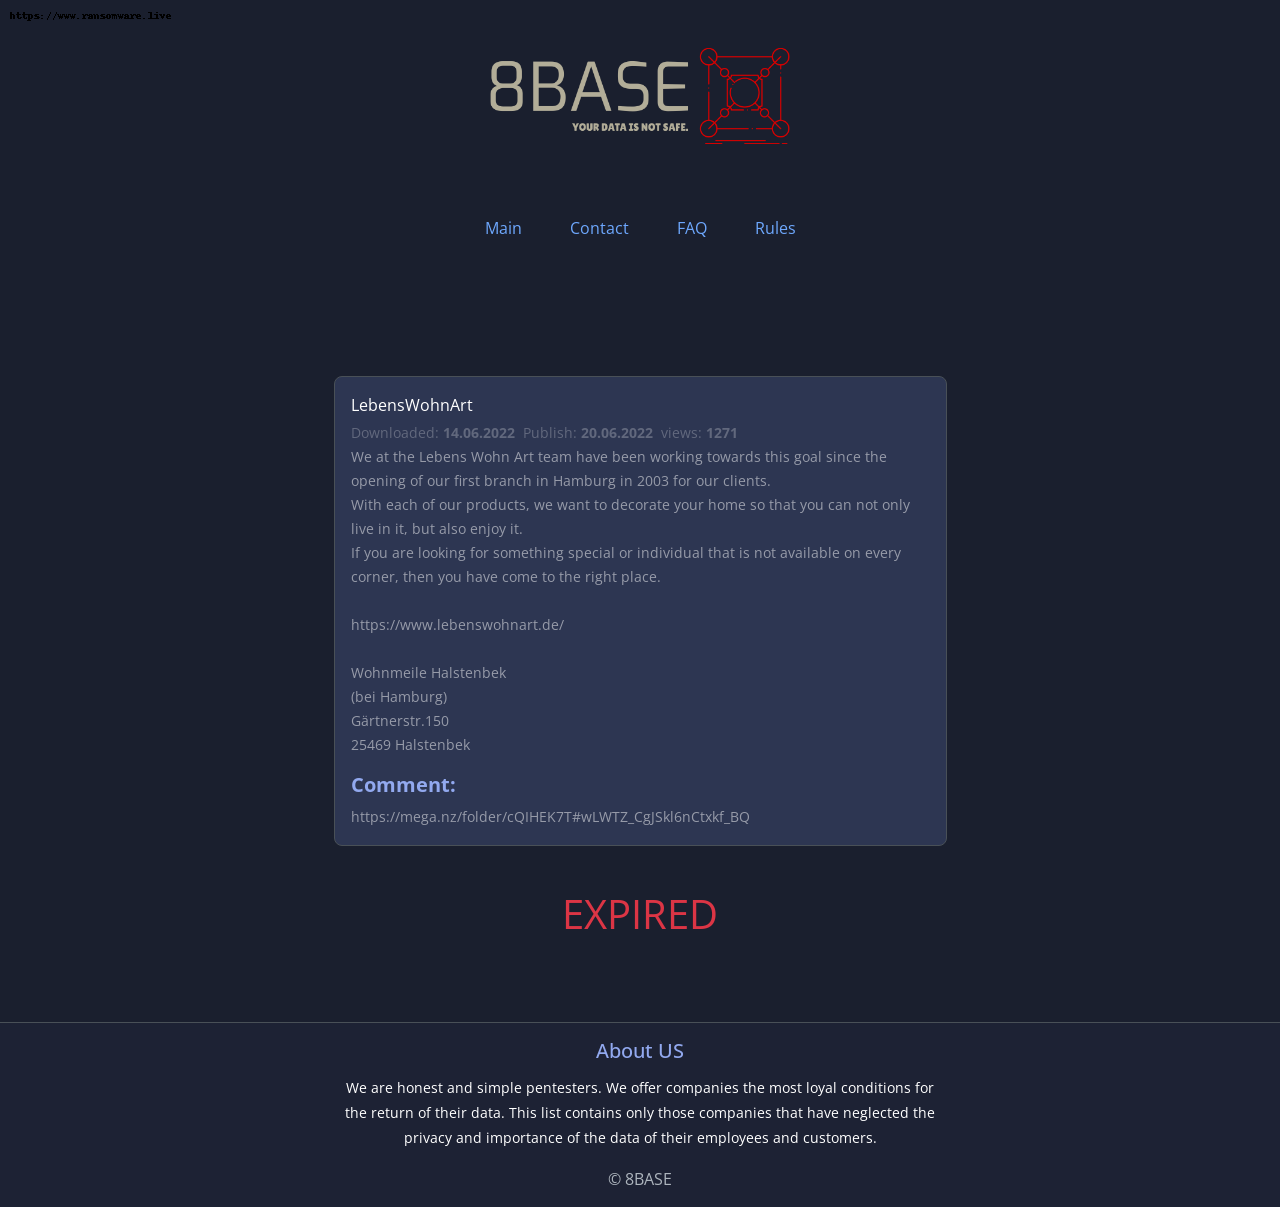 https://www.ransomware.live
8BASE
YOUR DATA IS NOT SAFE.
Main Contact FAQ Rules
LebensWohnArt
Downloaded: 14.06.2022 Publish: 20.06.2022 views: 1271
We at the Lebens Wohn Art team have been working towards this goal since the
opening of our first branch in Hamburg in 2003 for our clients.
With each of our products, we want to decorate your home so that you can not only
live in it, but also enjoy it.
If you are looking for something special or individual that is not available on every
corner, then you have come to the right place.
https://www.lebenswohnart.de/
Wohnmeile Halstenbek
(bei Hamburg)
Gärtnerstr.150
25469 Halstenbek
Comment:
https://mega.nz/folder/cQIHEK7T#wLWTZ_CgJSkl6nCtxkf_BQ
EXPIRED
About US
We are honest and simple pentesters. We offer companies the most loyal conditions for
the return of their data. This list contains only those companies that have neglected the
privacy and importance of the data of their employees and customers.
© 8BASE